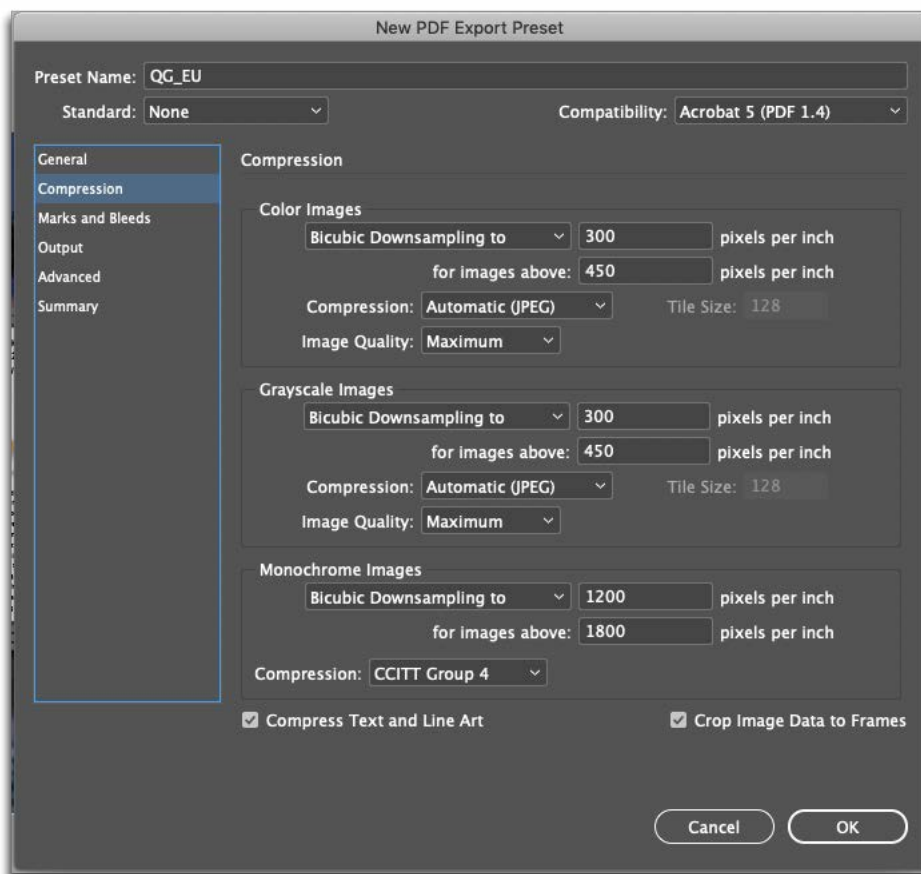 New PDF Export Preset
Preset Name: QG_EU
Standard: None Compatibility: Acrobat 5 (PDF 1.4)
General
Compression
Marks and Bleeds
Output
Advanced
Summary
Compression
Color Images
Bicubic Downsampling to 300 pixels per inch
for images above: 450 pixels per inch
Compression: Automatic (JPEG) Tile Size: 128
Image Quality: Maximum
Grayscale Images
Bicubic Downsampling to 300 pixels per inch
for images above: 450 pixels per inch
Compression: Automatic (JPEG) Tile Size: 128
Image Quality: Maximum
Monochrome Images
Bicubic Downsampling to 1200 pixels per inch
for images above: 1800 pixels per inch
Compression: CCITT Group 4
Compress Text and Line Art Crop Image Data to Frames
Cancel OK